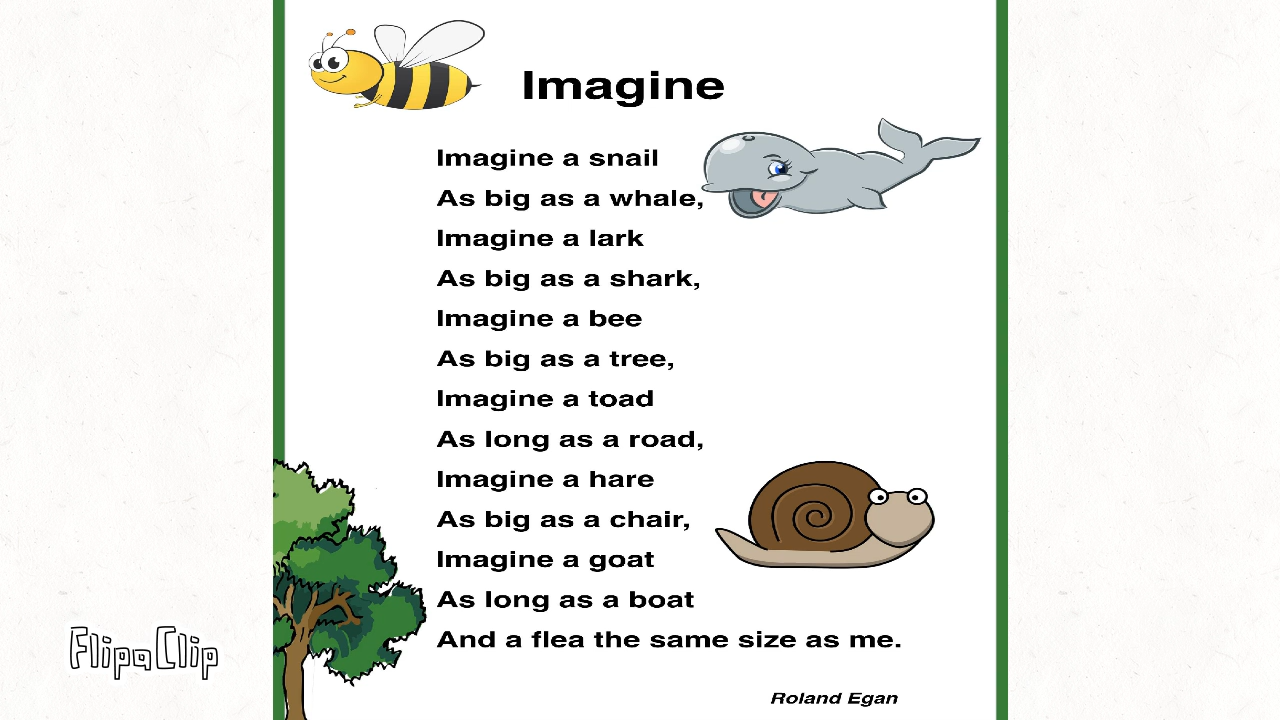 Imagine
Imagine a snail
As big as a whale,
Imagine a lark
As big as a shark,
Imagine a bee
As big as a tree,
Imagine a toad
As long as a road,
Imagine a hare
As big as a chair,
Imagine a goat
As long as a boat
And a flea the same size as me.
Roland Egan
FlipaClip